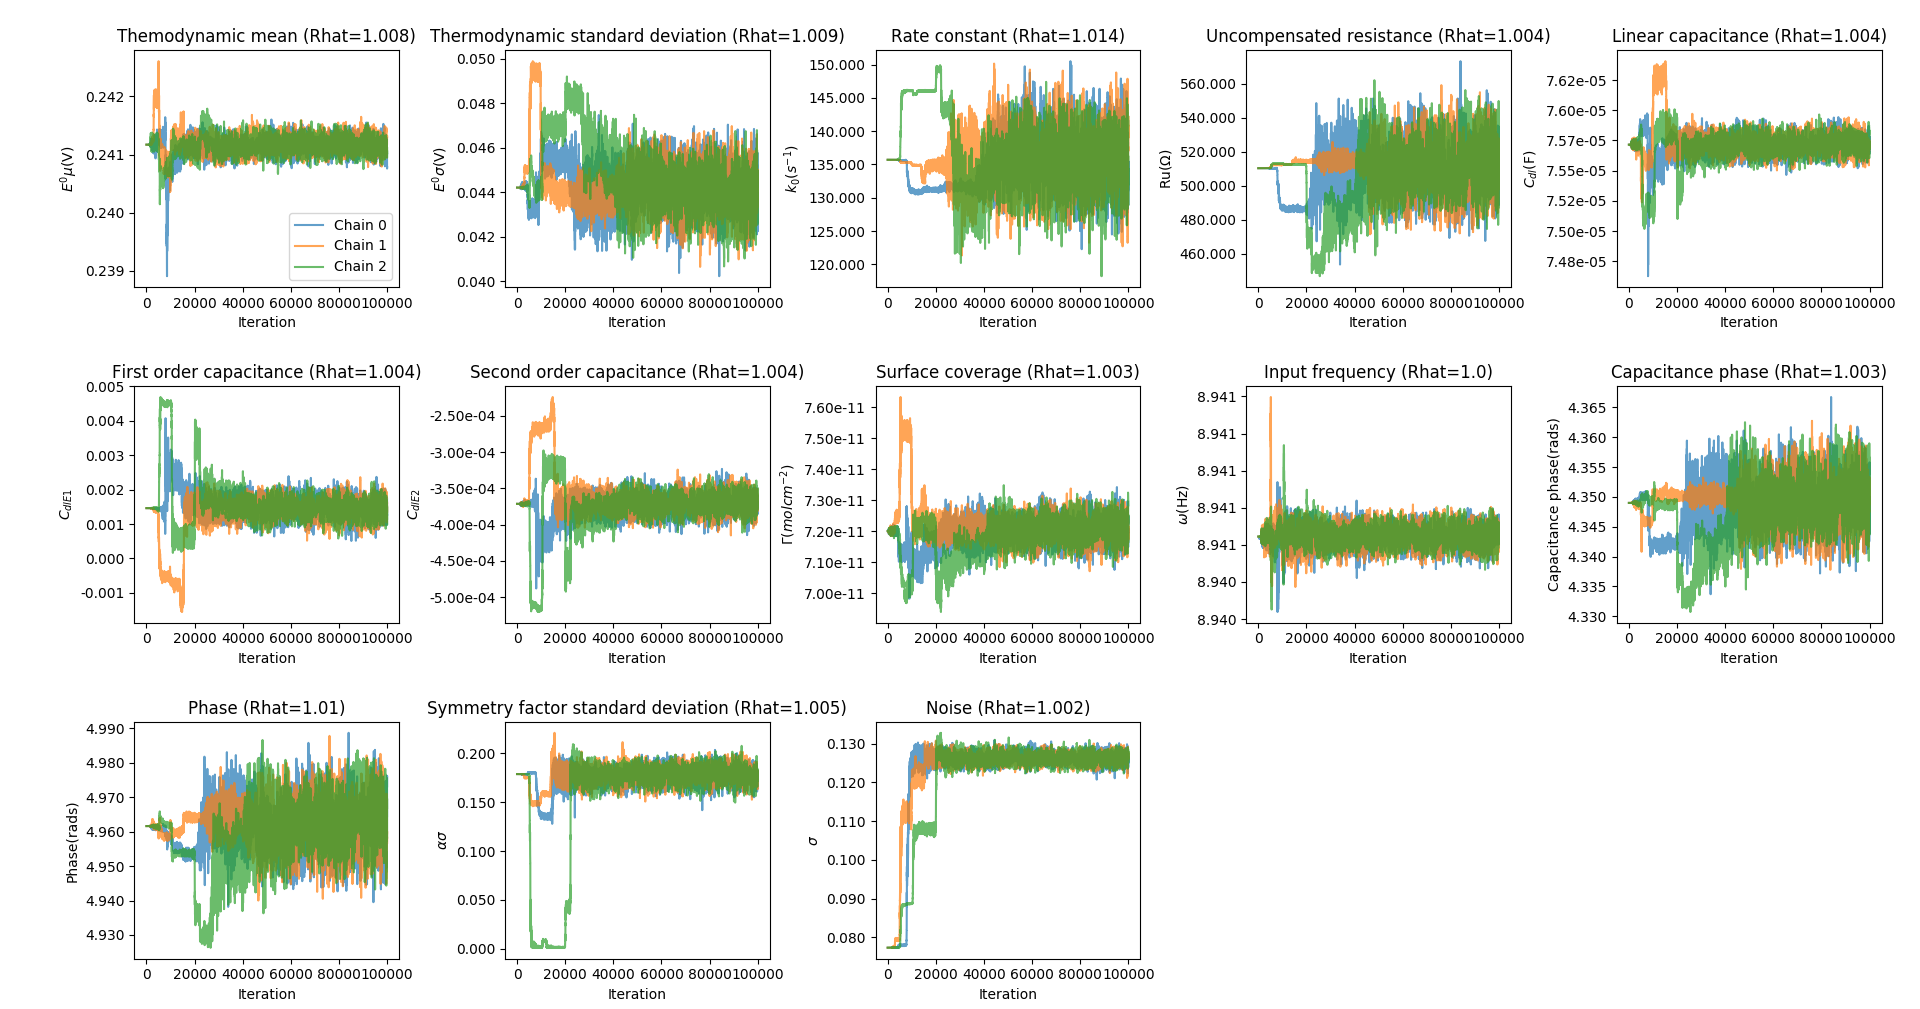 Themodynamic mean (Rhat=1.008)
E⁰μ(V)
0.242
0.241
0.240
0.239
Chain 0
Chain 1
Chain 2
0 20000 40000 60000 80000 100000
Iteration
Thermodynamic standard deviation (Rhat=1.009)
E⁰σ(V)
0.050
0.048
0.046
0.044
0.042
0.040
0 20000 40000 60000 80000 100000
Iteration
Rate constant (Rhat=1.014)
k₀(s⁻¹)
150.000
145.000
140.000
135.000
130.000
125.000
120.000
0 20000 40000 60000 80000 100000
Iteration
Uncompensated resistance (Rhat=1.004)
Ru(Ω)
560.000
540.000
520.000
500.000
480.000
460.000
0 20000 40000 60000 80000 100000
Iteration
Linear capacitance (Rhat=1.004)
C_dl(F)
7.62e-05
7.60e-05
7.57e-05
7.55e-05
7.52e-05
7.50e-05
7.48e-05
0 20000 40000 60000 80000 100000
Iteration
First order capacitance (Rhat=1.004)
C_dlE1
0.005
0.004
0.003
0.002
0.001
0.000
-0.001
0 20000 40000 60000 80000 100000
Iteration
Second order capacitance (Rhat=1.004)
C_dlE2
-2.50e-04
-3.00e-04
-3.50e-04
-4.00e-04
-4.50e-04
-5.00e-04
0 20000 40000 60000 80000 100000
Iteration
Surface coverage (Rhat=1.003)
Γ(molcm⁻²)
7.60e-11
7.50e-11
7.40e-11
7.30e-11
7.20e-11
7.10e-11
7.00e-11
0 20000 40000 60000 80000 100000
Iteration
Input frequency (Rhat=1.0)
ω(Hz)
8.941
8.941
8.941
8.941
8.941
8.940
8.940
0 20000 40000 60000 80000 100000
Iteration
Capacitance phase (Rhat=1.003)
Capacitance phase(rads)
4.365
4.360
4.355
4.350
4.345
4.340
4.335
4.330
0 20000 40000 60000 80000 100000
Iteration
Phase (Rhat=1.01)
Phase(rads)
4.990
4.980
4.970
4.960
4.950
4.940
4.930
0 20000 40000 60000 80000 100000
Iteration
Symmetry factor standard deviation (Rhat=1.005)
ασ
0.200
0.150
0.100
0.050
0.000
0 20000 40000 60000 80000 100000
Iteration
Noise (Rhat=1.002)
σ
0.130
0.120
0.110
0.100
0.090
0.080
0 20000 40000 60000 80000 100000
Iteration